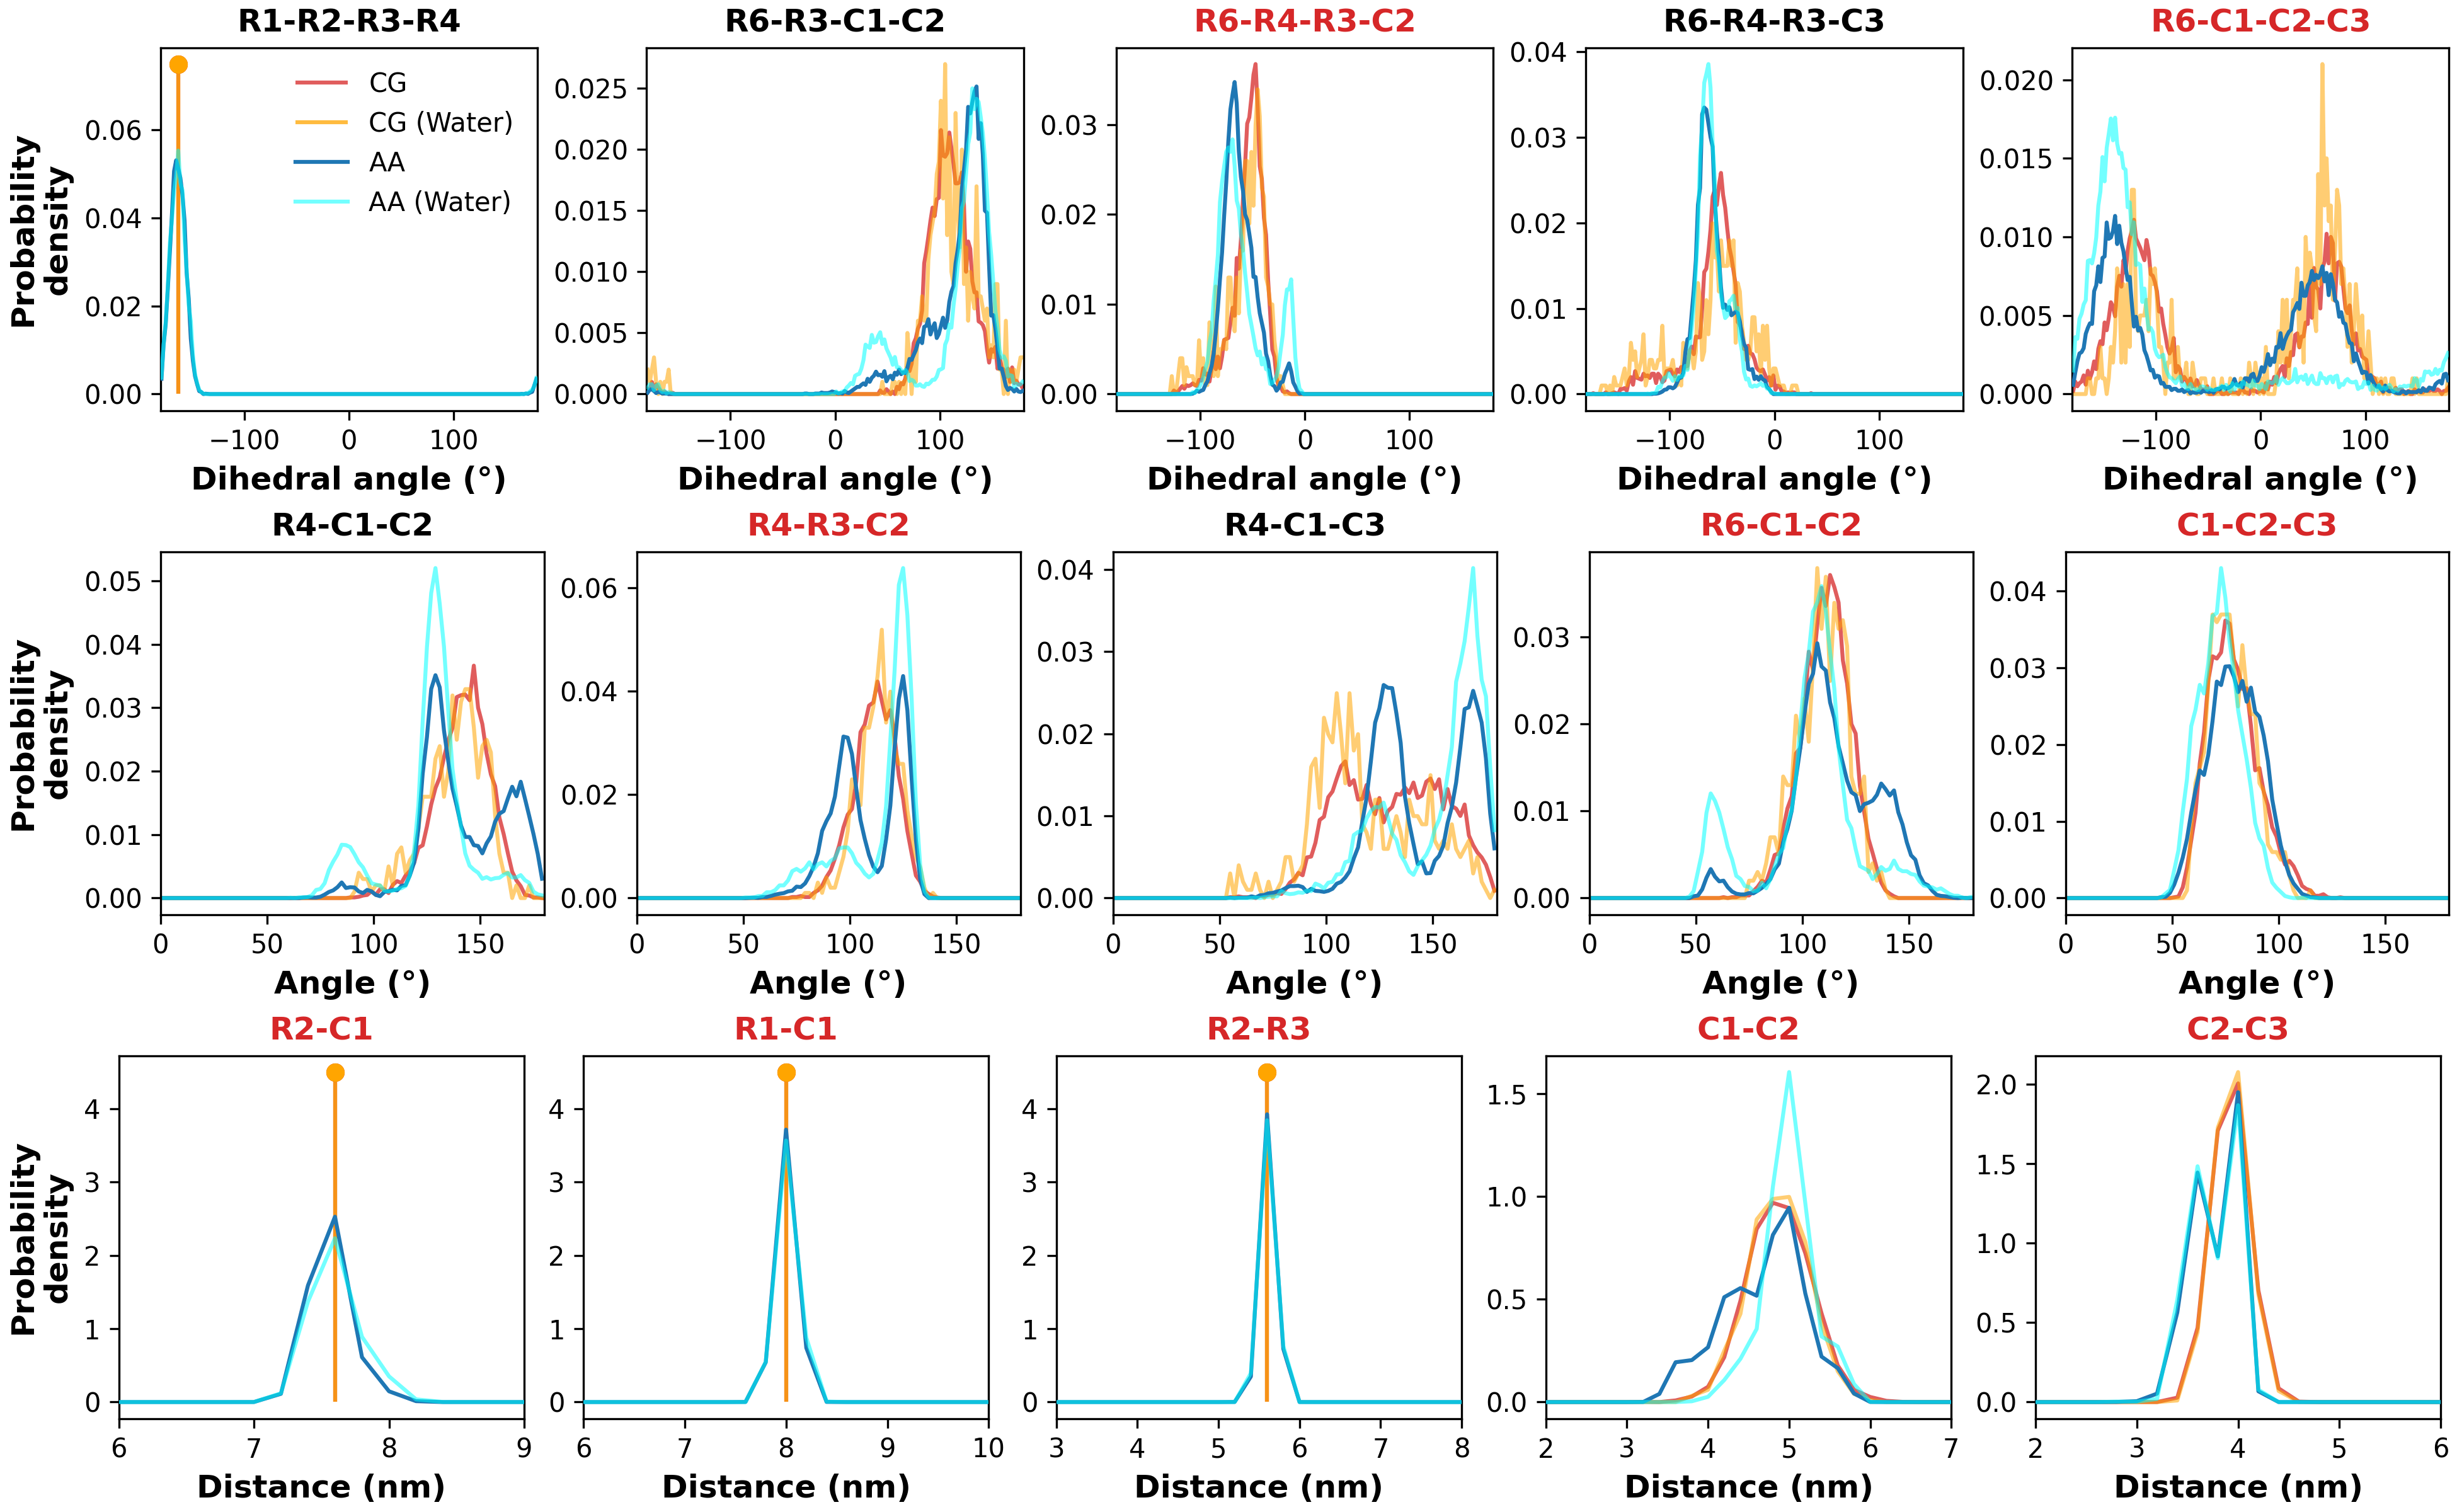 R1-R2-R3-R4
R6-R3-C1-C2
R6-R4-R3-C2
R6-R4-R3-C3
R6-C1-C2-C3
Probability
density
0.06
0.04
0.02
0.00
CG
CG (Water)
AA
AA (Water)
0.025
0.020
0.015
0.010
0.005
0.000
0.03
0.02
0.01
0.00
0.04
0.03
0.02
0.01
0.00
0.020
0.015
0.010
0.005
0.000
−100 0 100
−100 0 100
−100 0 100
−100 0 100
−100 0 100
Dihedral angle (°)
Dihedral angle (°)
Dihedral angle (°)
Dihedral angle (°)
Dihedral angle (°)
R4-C1-C2
R4-R3-C2
R4-C1-C3
R6-C1-C2
C1-C2-C3
Probability
density
0.05
0.04
0.03
0.02
0.01
0.00
0.06
0.04
0.02
0.00
0.04
0.03
0.02
0.01
0.00
0.03
0.02
0.01
0.00
0.04
0.03
0.02
0.01
0.00
0 50 100 150
0 50 100 150
0 50 100 150
0 50 100 150
0 50 100 150
Angle (°)
Angle (°)
Angle (°)
Angle (°)
Angle (°)
R2-C1
R1-C1
R2-R3
C1-C2
C2-C3
Probability
density
4
3
2
1
0
4
3
2
1
0
4
3
2
1
0
1.5
1.0
0.5
0.0
2.0
1.5
1.0
0.5
0.0
6 7 8 9
6 7 8 9 10
3 4 5 6 7 8
2 3 4 5 6 7
2 3 4 5 6
Distance (nm)
Distance (nm)
Distance (nm)
Distance (nm)
Distance (nm)